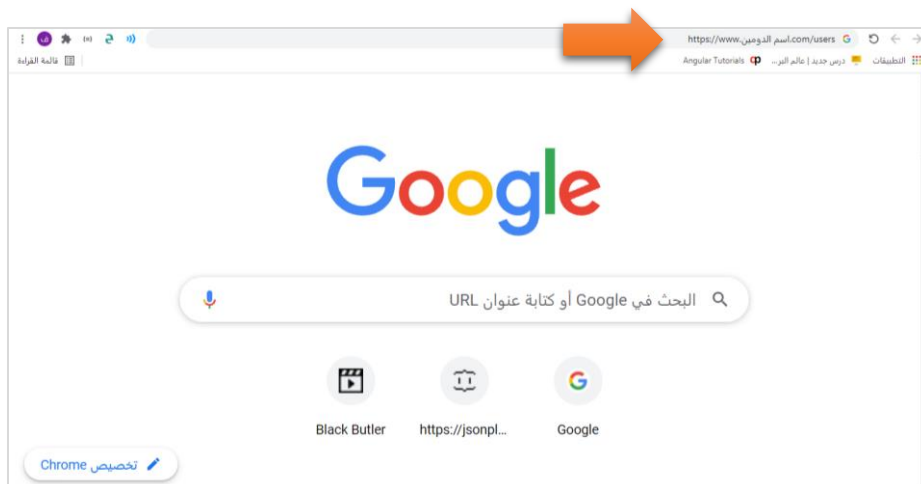 https://www.اسم الدومين.com/users
التطبيقات درس جديد | عالم البر... Angular Tutorials قائمة القراءة
Google
البحث في Google أو كتابة عنوان URL
Google https://jsonpl... Black Butler
تخصيص Chrome